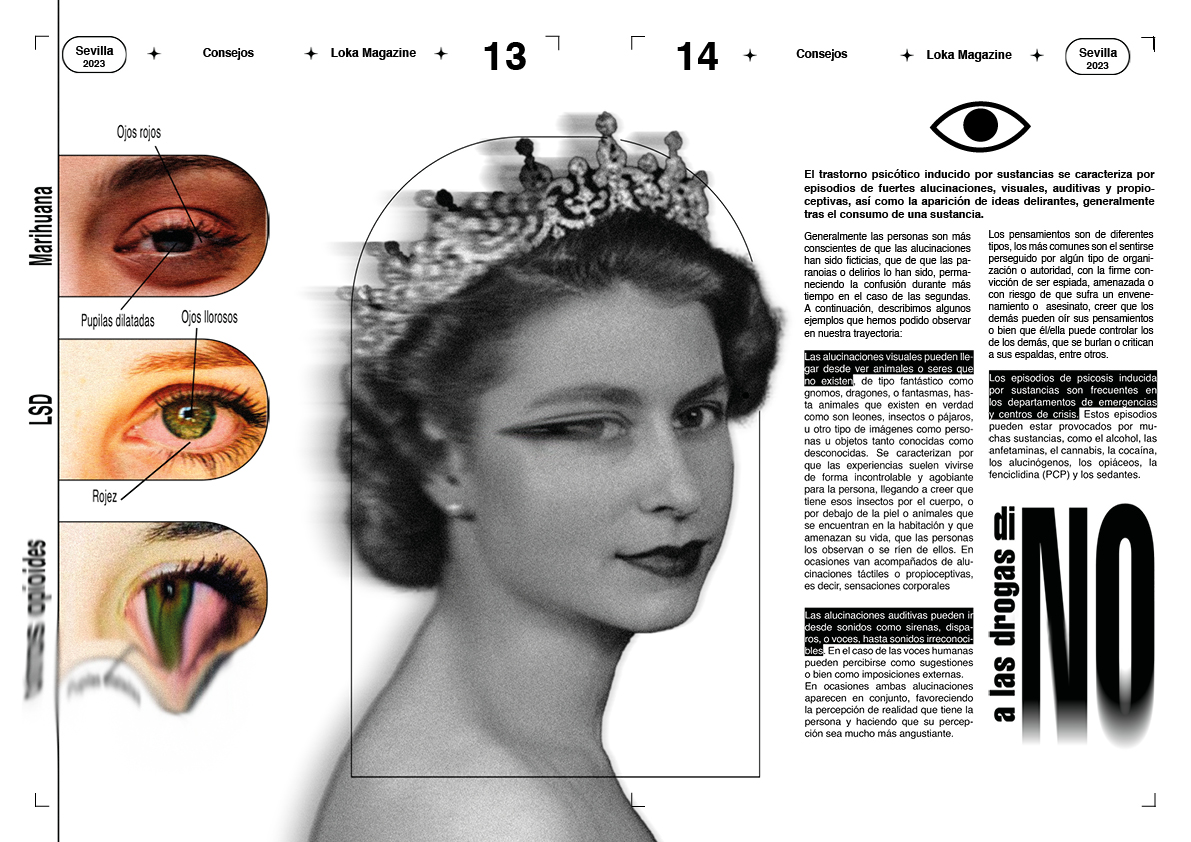 Sevilla
2023
Consejos
Loka Magazine
13
14
Consejos
Loka Magazine
Sevilla
2023
Marihuana
Ojos rojos
Pupilas dilatadas
LSD
Ojos llorosos
Rojez
opioides
El trastorno psicótico inducido por sustancias se caracteriza por
episodios de fuertes alucinaciones, visuales, auditivas y propio-
ceptivas, así como la aparición de ideas delirantes, generalmente
tras el consumo de una sustancia.
Generalmente las personas son más
conscientes de que las alucinaciones
han sido ficticias, que de que las pa-
ranoias o delirios lo han sido, perma-
neciendo la confusión durante más
tiempo en el caso de las segundas.
A continuación, describimos algunos
ejemplos que hemos podido observar
en nuestra trayectoria:
Las alucinaciones visuales pueden lle-
gar desde ver animales o seres que
no existen, de tipo fantástico como
gnomos, dragones, o fantasmas, has-
ta animales que existen en verdad
como son leones, insectos o pájaros,
u otro tipo de imágenes como perso-
nas u objetos tanto conocidas como
desconocidas. Se caracterizan por
que las experiencias suelen vivirse
de forma incontrolable y agobiante
para la persona, llegando a creer que
tiene esos insectos por el cuerpo, o
por debajo de la piel o animales que
se encuentran en la habitación y que
amenazan su vida, que las personas
los observan o se ríen de ellos. En
ocasiones van acompañados de alu-
cinaciones táctiles o propioceptivas,
es decir, sensaciones corporales
Las alucinaciones auditivas pueden ir
desde sonidos como sirenas, dispa-
ros, o voces, hasta sonidos irreconoci-
bles. En el caso de las voces humanas
pueden percibirse como sugestiones
o bien como imposiciones externas.
En ocasiones ambas alucinaciones
aparecen en conjunto, favoreciendo
la percepción de realidad que tiene la
persona y haciendo que su percep-
ción sea mucho más angustiante.
Los pensamientos son de diferentes
tipos, los más comunes son el sentirse
perseguido por algún tipo de organi-
zación o autoridad, con la firme con-
vicción de ser espiada, amenazada o
con riesgo de que sufra un envene-
namiento o asesinato, creer que los
demás pueden oír sus pensamientos
o bien que él/ella puede controlar los
de los demás, que se burlan o critican
a sus espaldas, entre otros.
Los episodios de psicosis inducida
por sustancias son frecuentes en
los departamentos de emergencias
y centros de crisis. Estos episodios
pueden estar provocados por mu-
chas sustancias, como el alcohol, las
anfetaminas, el cannabis, la cocaína,
los alucinógenos, los opiáceos, la
fenciclidina (PCP) y los sedantes.
a las drogas di
NO